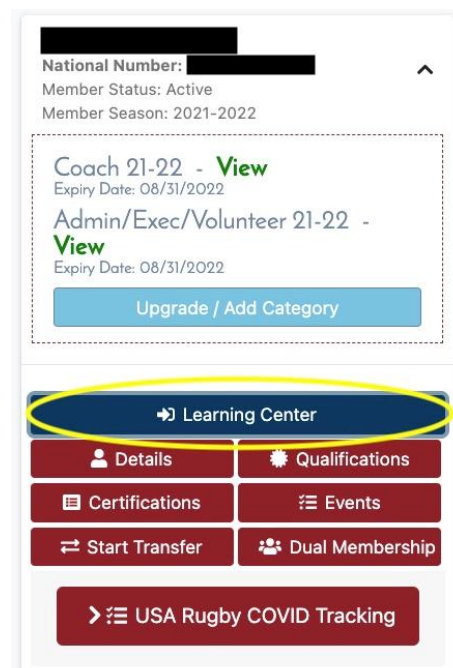 National Number:
Member Status: Active
Member Season: 2021-2022
Coach 21-22 - View
Expiry Date: 08/31/2022
Admin/Exec/Volunteer 21-22 -
View
Expiry Date: 08/31/2022
Upgrade / Add Category
Learning Center
Details
Qualifications
Certifications
Events
Start Transfer
Dual Membership
USA Rugby COVID Tracking